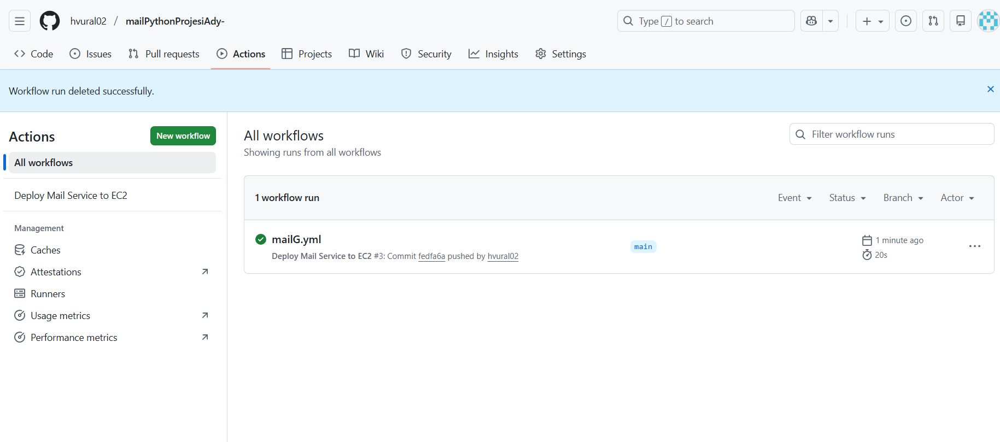 hvural02 / mailPythonProjesiAdy-
Type / to search
Code
Issues
Pull requests
Actions
Projects
Wiki
Security
Insights
Settings
Workflow run deleted successfully.
Actions
New workflow
All workflows
Deploy Mail Service to EC2
Management
Caches
Attestations
Runners
Usage metrics
Performance metrics
All workflows
Showing runs from all workflows
Filter workflow runs
1 workflow run
Event
Status
Branch
Actor
mailG.yml
Deploy Mail Service to EC2 #3: Commit fedfa6a pushed by hvural02
main
1 minute ago
20s